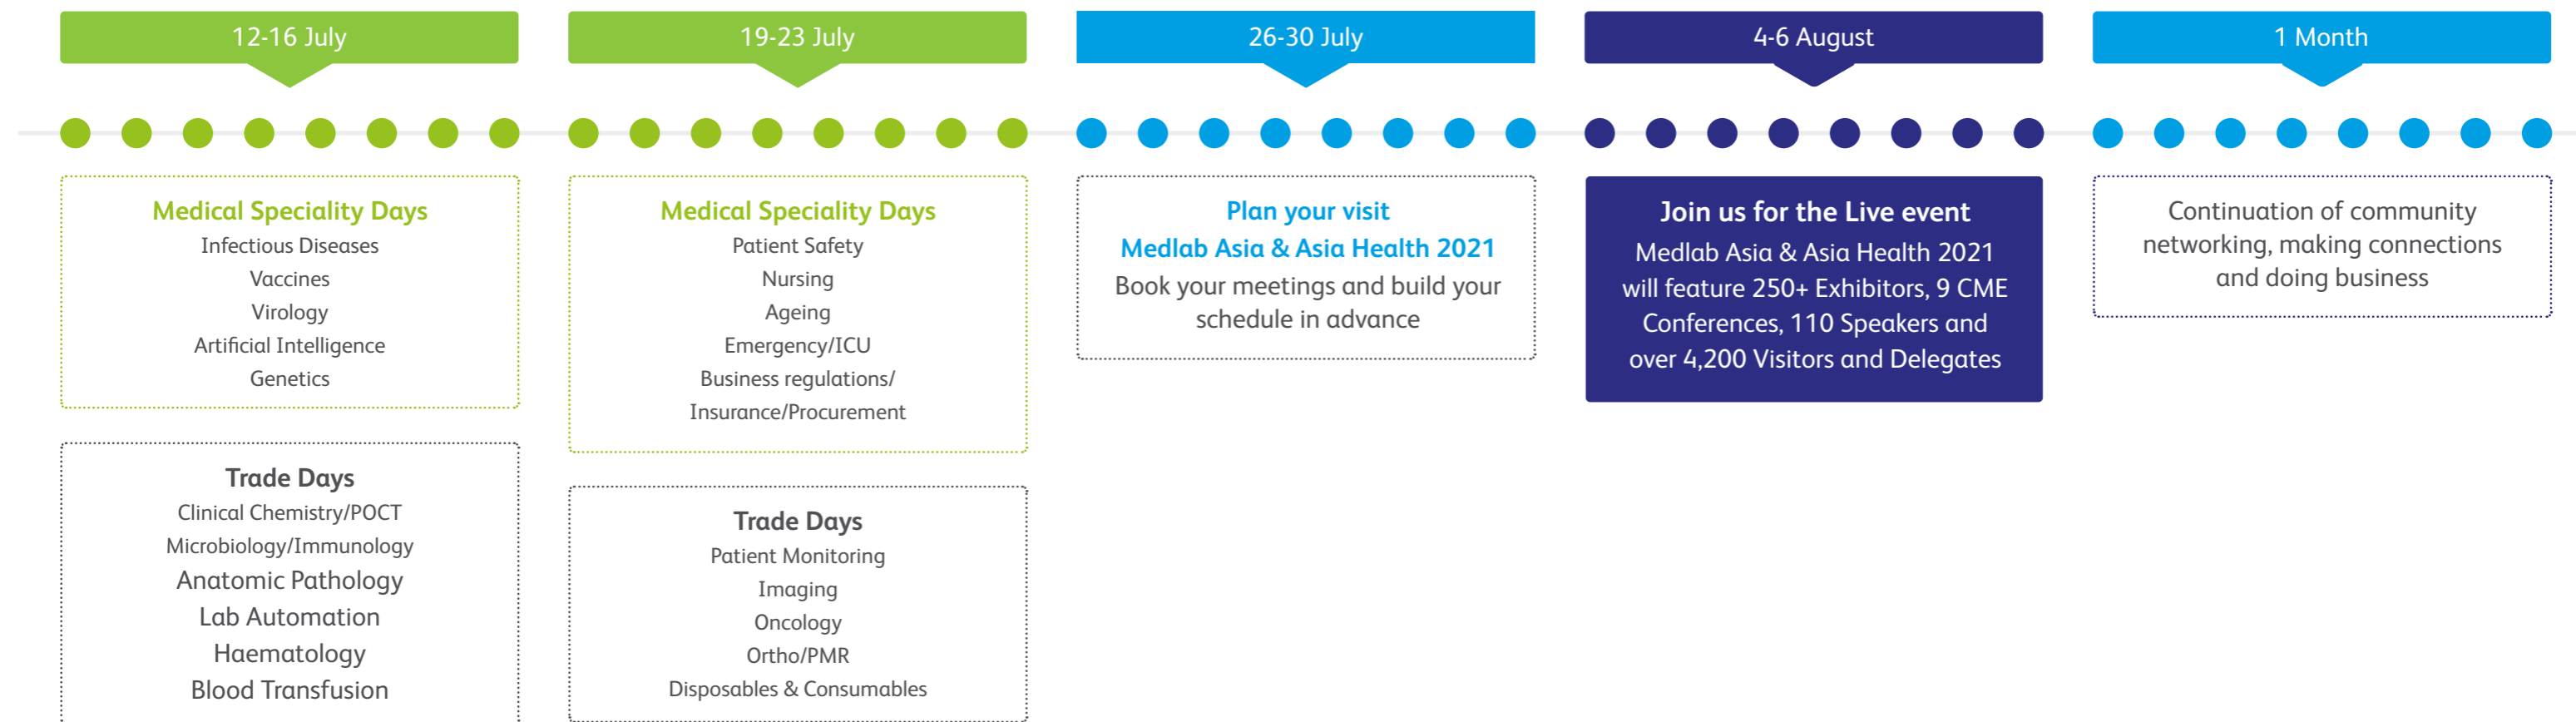 12-16 July
Medical Speciality Days
Infectious Diseases
Vaccines
Virology
Artificial Intelligence
Genetics
Trade Days
Clinical Chemistry/POCT
Microbiology/Immunology
Anatomic Pathology
Lab Automation
Haematology
Blood Transfusion
19-23 July
Medical Speciality Days
Patient Safety
Nursing
Ageing
Emergency/ICU
Business regulations/
Insurance/Procurement
Trade Days
Patient Monitoring
Imaging
Oncology
Ortho/PMR
Disposables & Consumables
26-30 July
Plan your visit
Medlab Asia & Asia Health 2021
Book your meetings and build your
schedule in advance
4-6 August
Join us for the Live event
Medlab Asia & Asia Health 2021
will feature 250+ Exhibitors, 9 CME
Conferences, 110 Speakers and
over 4,200 Visitors and Delegates
1 Month
Continuation of community
networking, making connections
and doing business